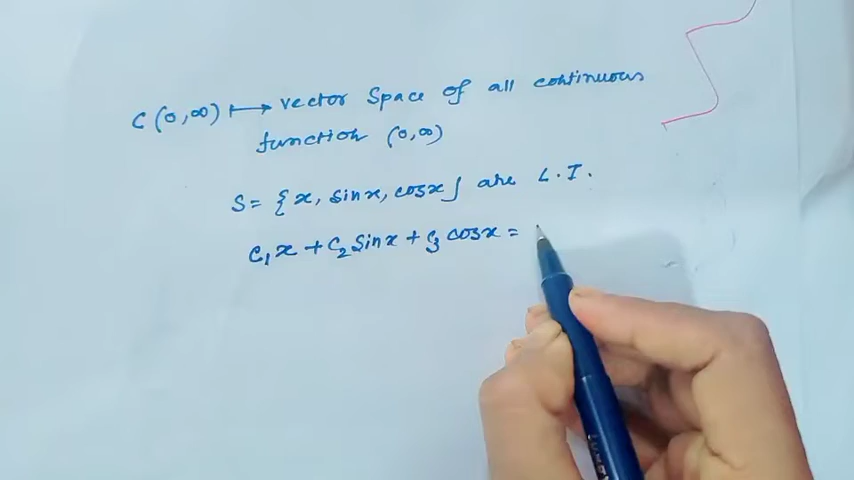 C(0,∞) ↦ vector Space of all continuous
function (0,∞)
S = {x, sinx, cosx} are L.I.
c₁x + c₂sinx + c₃cosx =